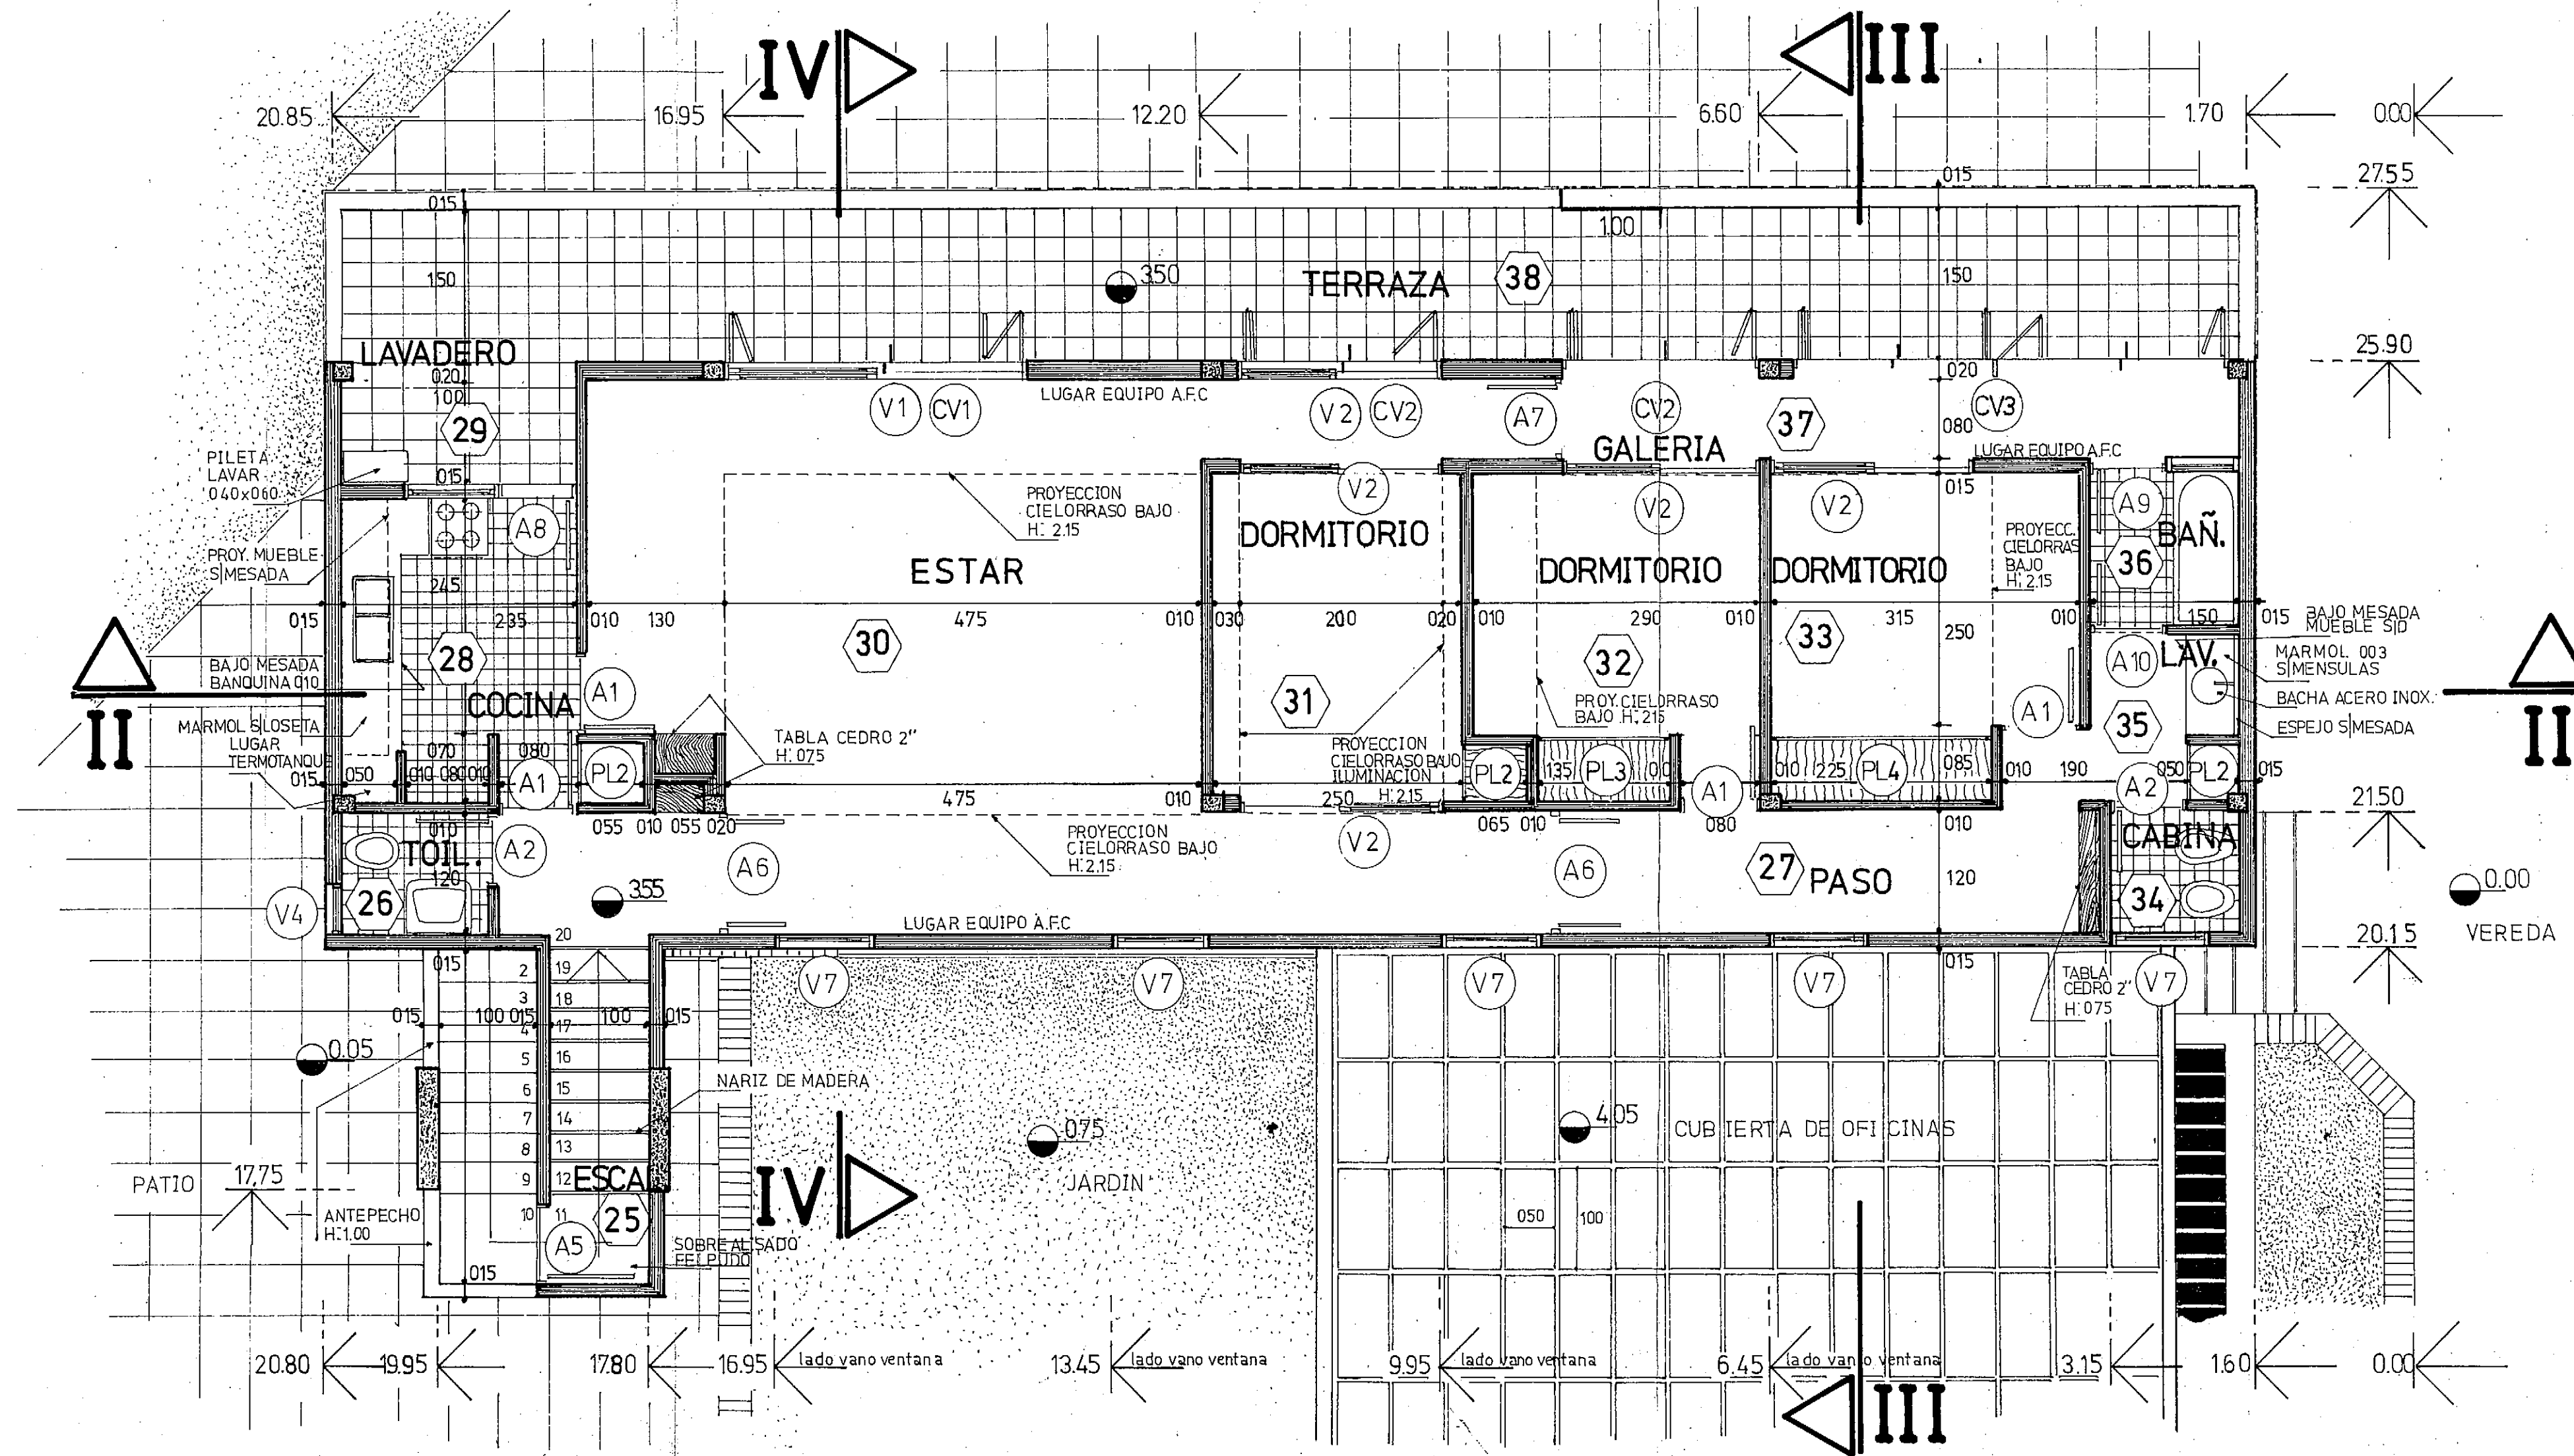 IV
III
20.85
16.95
12.20
6.60
1.70
0.00
015
015
27.55
1.00
150
350
TERRAZA
38
150
LAVADERO
25.90
020
100
020
V1
CV1
LUGAR EQUIPO A.F.C
V2
CV2
A7
CV2
37
CV3
29
080
GALERIA
LUGAR EQUIPO A.F.C
PILETA
LAVAR
040x060
015
015
PROYECCION
CIELORRASO BAJO
H: 2.15
V2
V2
V2
A9
A8
DORMITORIO
PROYECC.
CIELORRAS
BAJO
H: 2.15
BAÑ.
PROY. MUEBLE
S/MESADA
ESTAR
DORMITORIO
DORMITORIO
36
245
015
235
010
130
475
010
030
200
020
010
290
010
315
010
150
015
BAJO MESADA
MUEBLE S/D
30
250
28
32
33
A10
LAV.
MARMOL 003
S/MENSULAS
BAJO MESADA
BANQUINA 010
A1
31
BACHA ACERO INOX.
COCINA
PROY. CIELORRASO
BAJO H: 215
A1
35
II
II
MARMOL S/LOSETA
LUGAR
TERMOTANQUE
TABLA CEDRO 2"
H: 075
ESPEJO S/MESADA
PROYECCION
CIELORRASO BAJO
ILUMINACION
H: 215
070
080
015
050
010
080
010
A1
PL2
PL2
135
PL3
010
225
PL4
085
010
190
050
PL2
015
A2
A1
475
010
250
21.50
010
055
010
055
020
065
010
080
010
TOIL.
A2
PROYECCION
CIELORRASO BAJO
H: 2.15
V2
CABINA
A6
A6
27
PASO
120
120
0.00
V4
26
355
34
LUGAR EQUIPO A.F.C
20.15
VEREDA
20
015
2
19
015
V7
V7
V7
V7
V7
TABLA
CEDRO 2"
H: 075
3
18
015
100
015
4
17
100
015
0.05
5
16
6
15
NARIZ DE MADERA
7
14
4.05
075
CUBIERTA DE OFICINAS
8
13
9
12
ESCA
PATIO
17.75
JARDIN
IV
10
11
25
ANTEPECHO
H: 1.00
050
100
A5
SOBRE ALISADO
FELPUDO
015
20.80
19.95
17.80
16.95
lado vano ventana
13.45
lado vano ventana
9.95
lado vano ventana
6.45
lado vano ventana
3.15
1.60
0.00
III